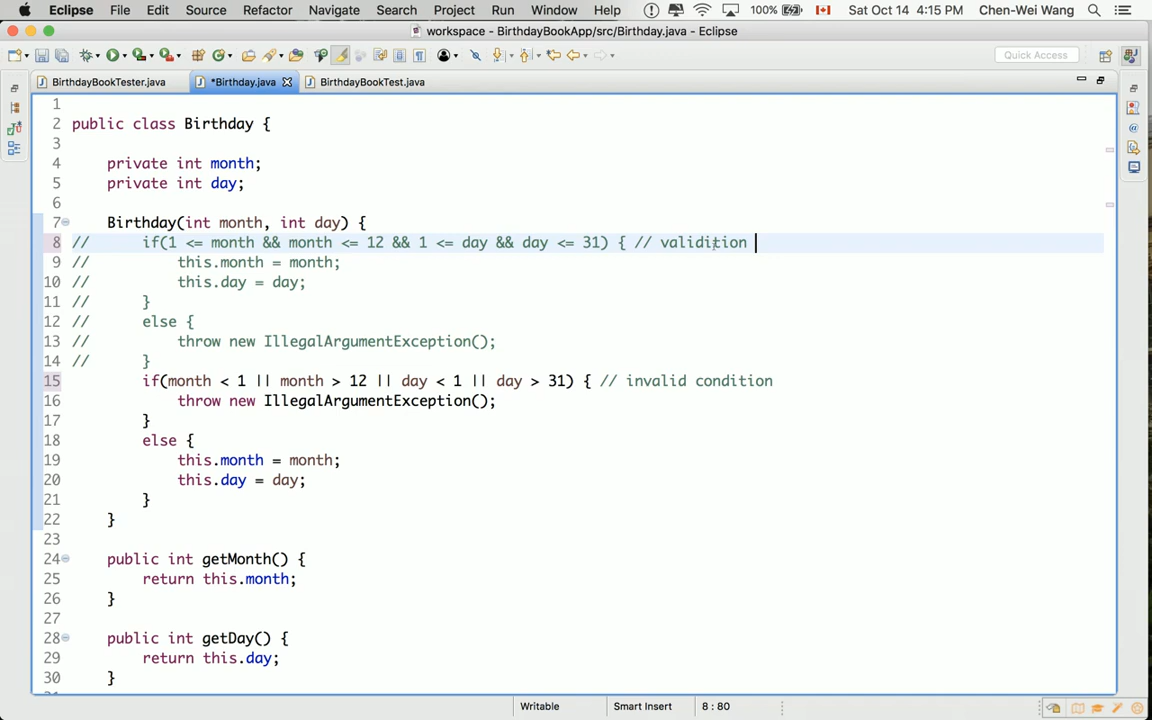 Eclipse File Edit Source Refactor Navigate Search Project Run Window Help 100% Sat Oct 14 4:15 PM Chen-Wei Wang
workspace - BirthdayBookApp/src/Birthday.java - Eclipse
Quick Access
BirthdayBookTester.java *Birthday.java BirthdayBookTest.java
1
2 public class Birthday {
3
4 private int month;
5 private int day;
6
7 Birthday(int month, int day) {
8 // if(1 <= month && month <= 12 && 1 <= day && day <= 31) { // validition
9 // this.month = month;
10 // this.day = day;
11 // }
12 // else {
13 // throw new IllegalArgumentException();
14 // }
15 if(month < 1 || month > 12 || day < 1 || day > 31) { // invalid condition
16 throw new IllegalArgumentException();
17 }
18 else {
19 this.month = month;
20 this.day = day;
21 }
22 }
23
24 public int getMonth() {
25 return this.month;
26 }
27
28 public int getDay() {
29 return this.day;
30 }
Writable Smart Insert 8 : 80